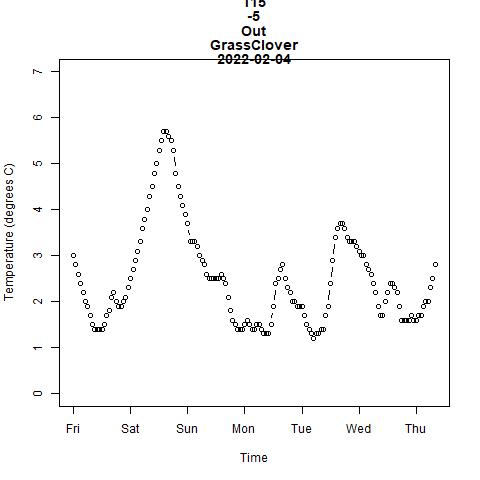 T15
-5
Out
GrassClover
2022-02-04
Temperature (degrees C)
7
6
5
4
3
2
1
0
Fri Sat Sun Mon Tue Wed Thu
Time